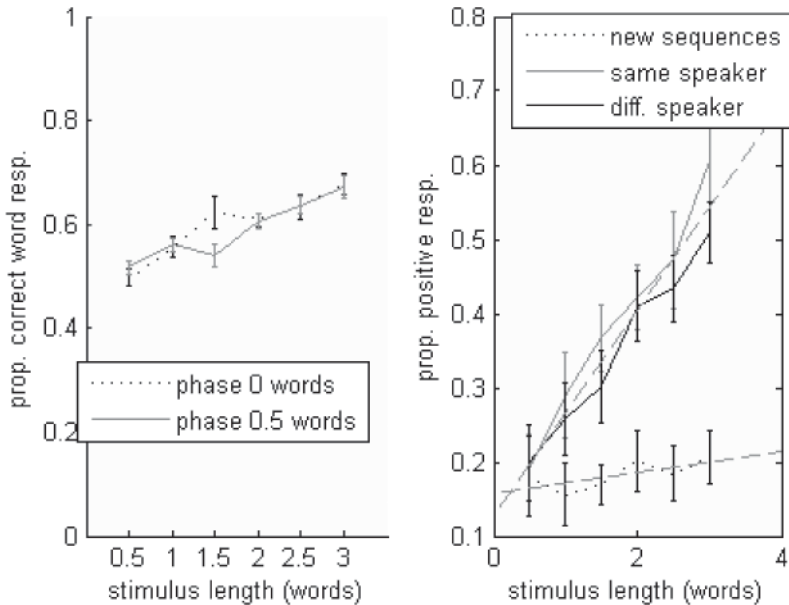 prop. correct word resp.
1
0.8
0.6
0.4
0.2
0
phase 0 words
phase 0.5 words
0.5 1 1.5 2 2.5 3
stimulus length (words)
prop. positive resp.
0.8
0.7
0.6
0.5
0.4
0.3
0.2
0.1
new sequences
same speaker
diff. speaker
0 2 4
stimulus length (words)